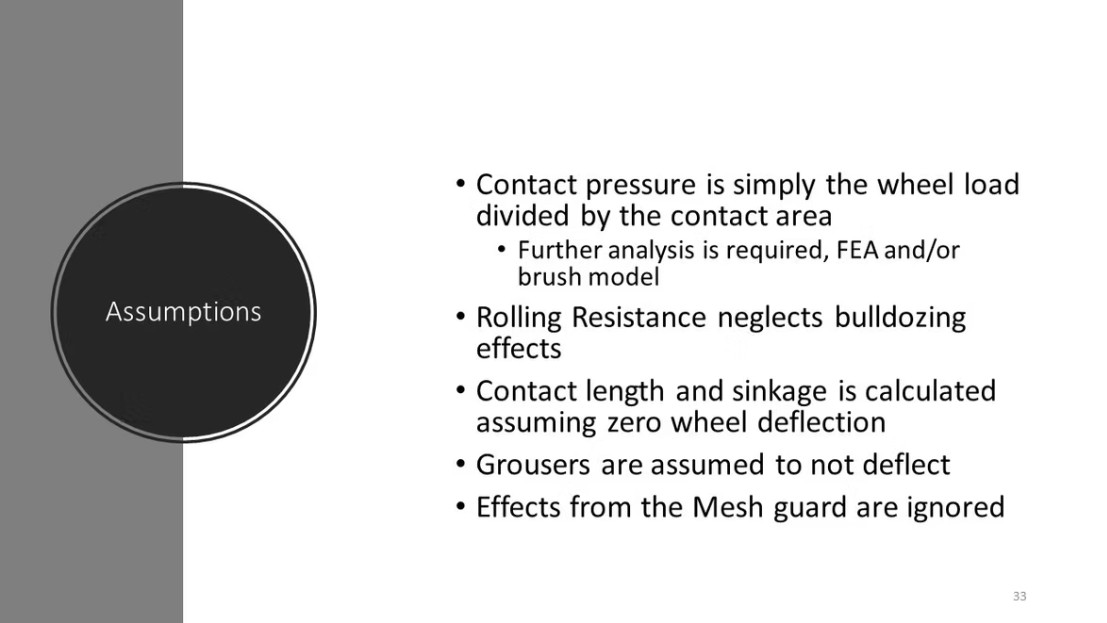 Assumptions
• Contact pressure is simply the wheel load
divided by the contact area
• Further analysis is required, FEA and/or
brush model
• Rolling Resistance neglects bulldozing
effects
• Contact length and sinkage is calculated
assuming zero wheel deflection
• Grousers are assumed to not deflect
• Effects from the Mesh guard are ignored
33